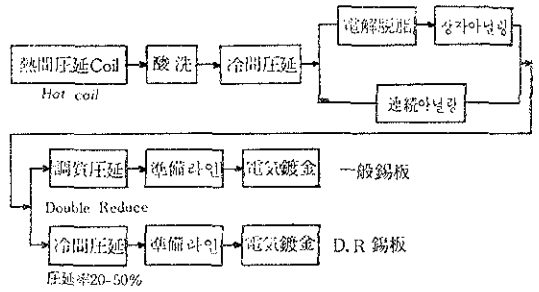 電解脫脂 상자아닐링
熱間圧延Coil 酸洗 冷間圧延
Hot coil
連続아닐링
調質圧延 準備라인 電気鍍金 一般錫板
Double Reduce
冷間圧延 準備라인 電気鍍金 D.R 錫板
圧延率20-50%